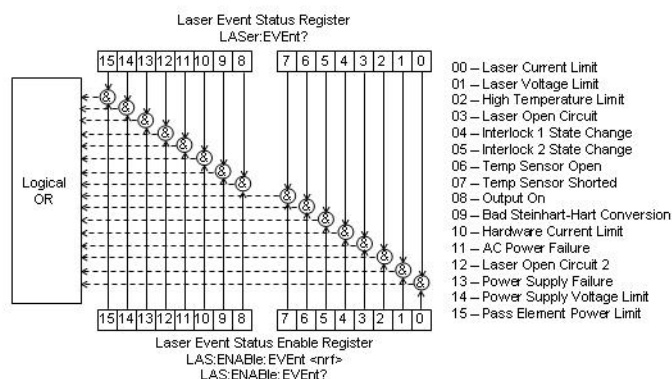 Laser Event Status Register
LASer:EVEnt?
15 14 13 12 11 10 9 8 7 6 5 4 3 2 1 0
& & & & & & & & & & & & & & & &
Logical
OR
15 14 13 12 11 10 9 8 7 6 5 4 3 2 1 0
Laser Event Status Enable Register
LAS:ENABle:EVEnt <nrf>
LAS:ENABle:EVEnt?
00 – Laser Current Limit
01 – Laser Voltage Limit
02 – High Temperature Limit
03 – Laser Open Circuit
04 – Interlock 1 State Change
05 – Interlock 2 State Change
06 – Temp Sensor Open
07 – Temp Sensor Shorted
08 – Output On
09 – Bad Steinhart-Hart Conversion
10 – Hardware Current Limit
11 – AC Power Failure
12 – Laser Open Circuit 2
13 – Power Supply Failure
14 – Power Supply Voltage Limit
15 – Pass Element Power Limit